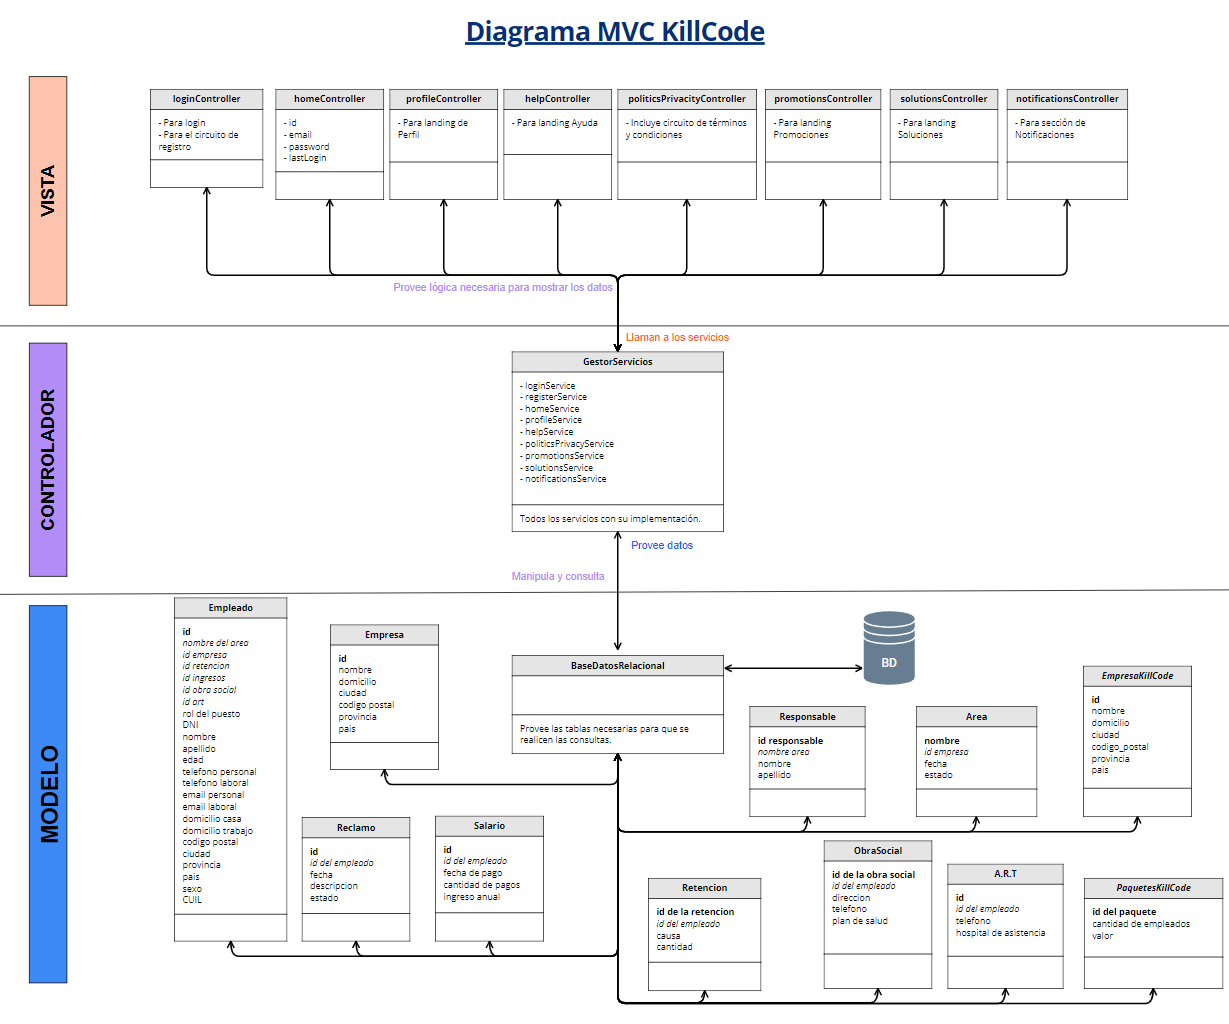 Diagrama MVC KillCode
VISTA
loginController
- Para login
- Para el circuito de
registro
homeController
- id
- email
- password
- lastLogin
profileController
- Para landing de
Perfil
helpController
- Para landing Ayuda
politicsPrivacityController
- Incluye circuito de términos
y condiciones
promotionsController
- Para landing
Promociones
solutionsController
- Para landing
Soluciones
notificationsController
- Para sección de
Notificaciones
Provee lógica necesaria para mostrar los datos
Llaman a los servicios
CONTROLADOR
GestorServicios
- loginService
- registerService
- homeService
- profileService
- helpService
- politicsPrivacyService
- promotionsService
- solutionsService
- notificationsService
Todos los servicios con su implementación.
Provee datos
Manipula y consulta
MODELO
Empleado
id
nombre del area
id empresa
id retencion
id ingresos
id obra social
id art
rol del puesto
DNI
nombre
apellido
edad
telefono personal
telefono laboral
email personal
email laboral
domicilio casa
domicilio trabajo
codigo postal
ciudad
provincia
pais
sexo
CUIL
Empresa
id
nombre
domicilio
ciudad
codigo postal
provincia
pais
BaseDatosRelacional
Provee las tablas necesarias para que se
realicen las consultas.
BD
Responsable
id responsable
nombre area
nombre
apellido
Area
nombre
id empresa
fecha
estado
EmpresaKillCode
id
nombre
domicilio
ciudad
codigo_postal
provincia
pais
Reclamo
id
id del empleado
fecha
descripcion
estado
Salario
id
id del empleado
fecha de pago
cantidad de pagos
ingreso anual
Retencion
id de la retencion
id del empleado
causa
cantidad
ObraSocial
id de la obra social
id del empleado
direccion
telefono
plan de salud
A.R.T
id
id del empleado
telefono
hospital de asistencia
PaquetesKillCode
id del paquete
cantidad de empleados
valor